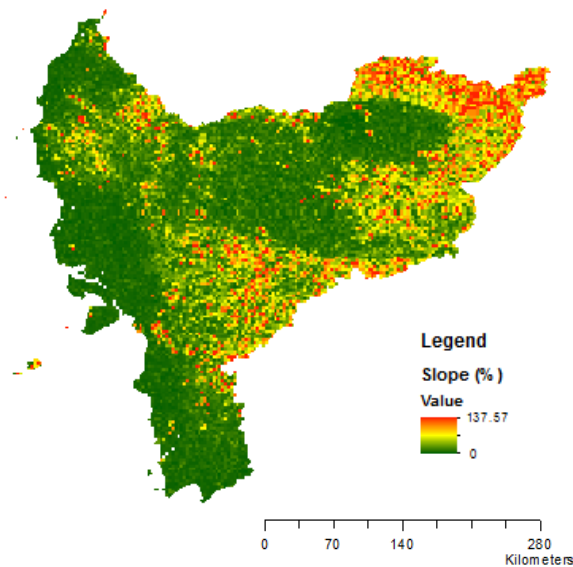 Legend
Slope (%)
Value
137.57
0
0 70 140 280
Kilometers